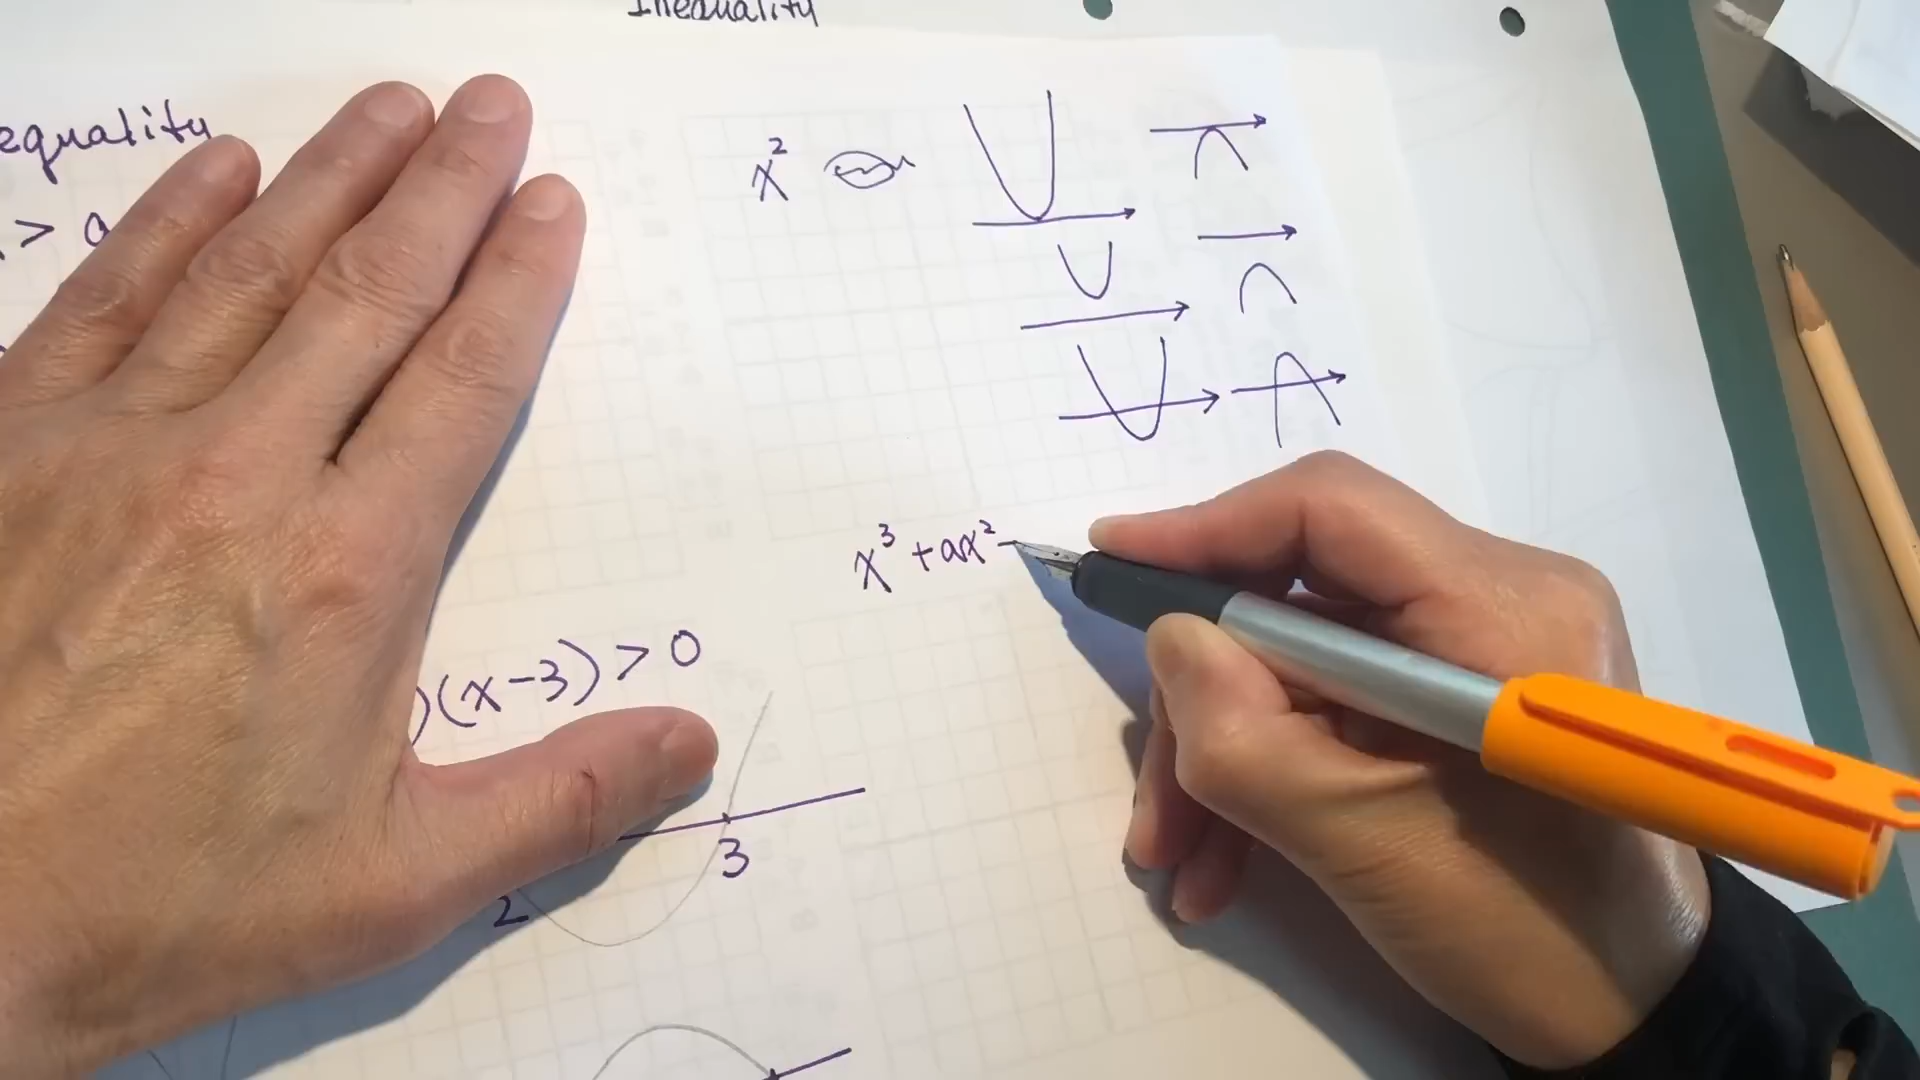 Inequality
equality
> a
x²
x³ + ax² -
)(x-3) > 0
3
2